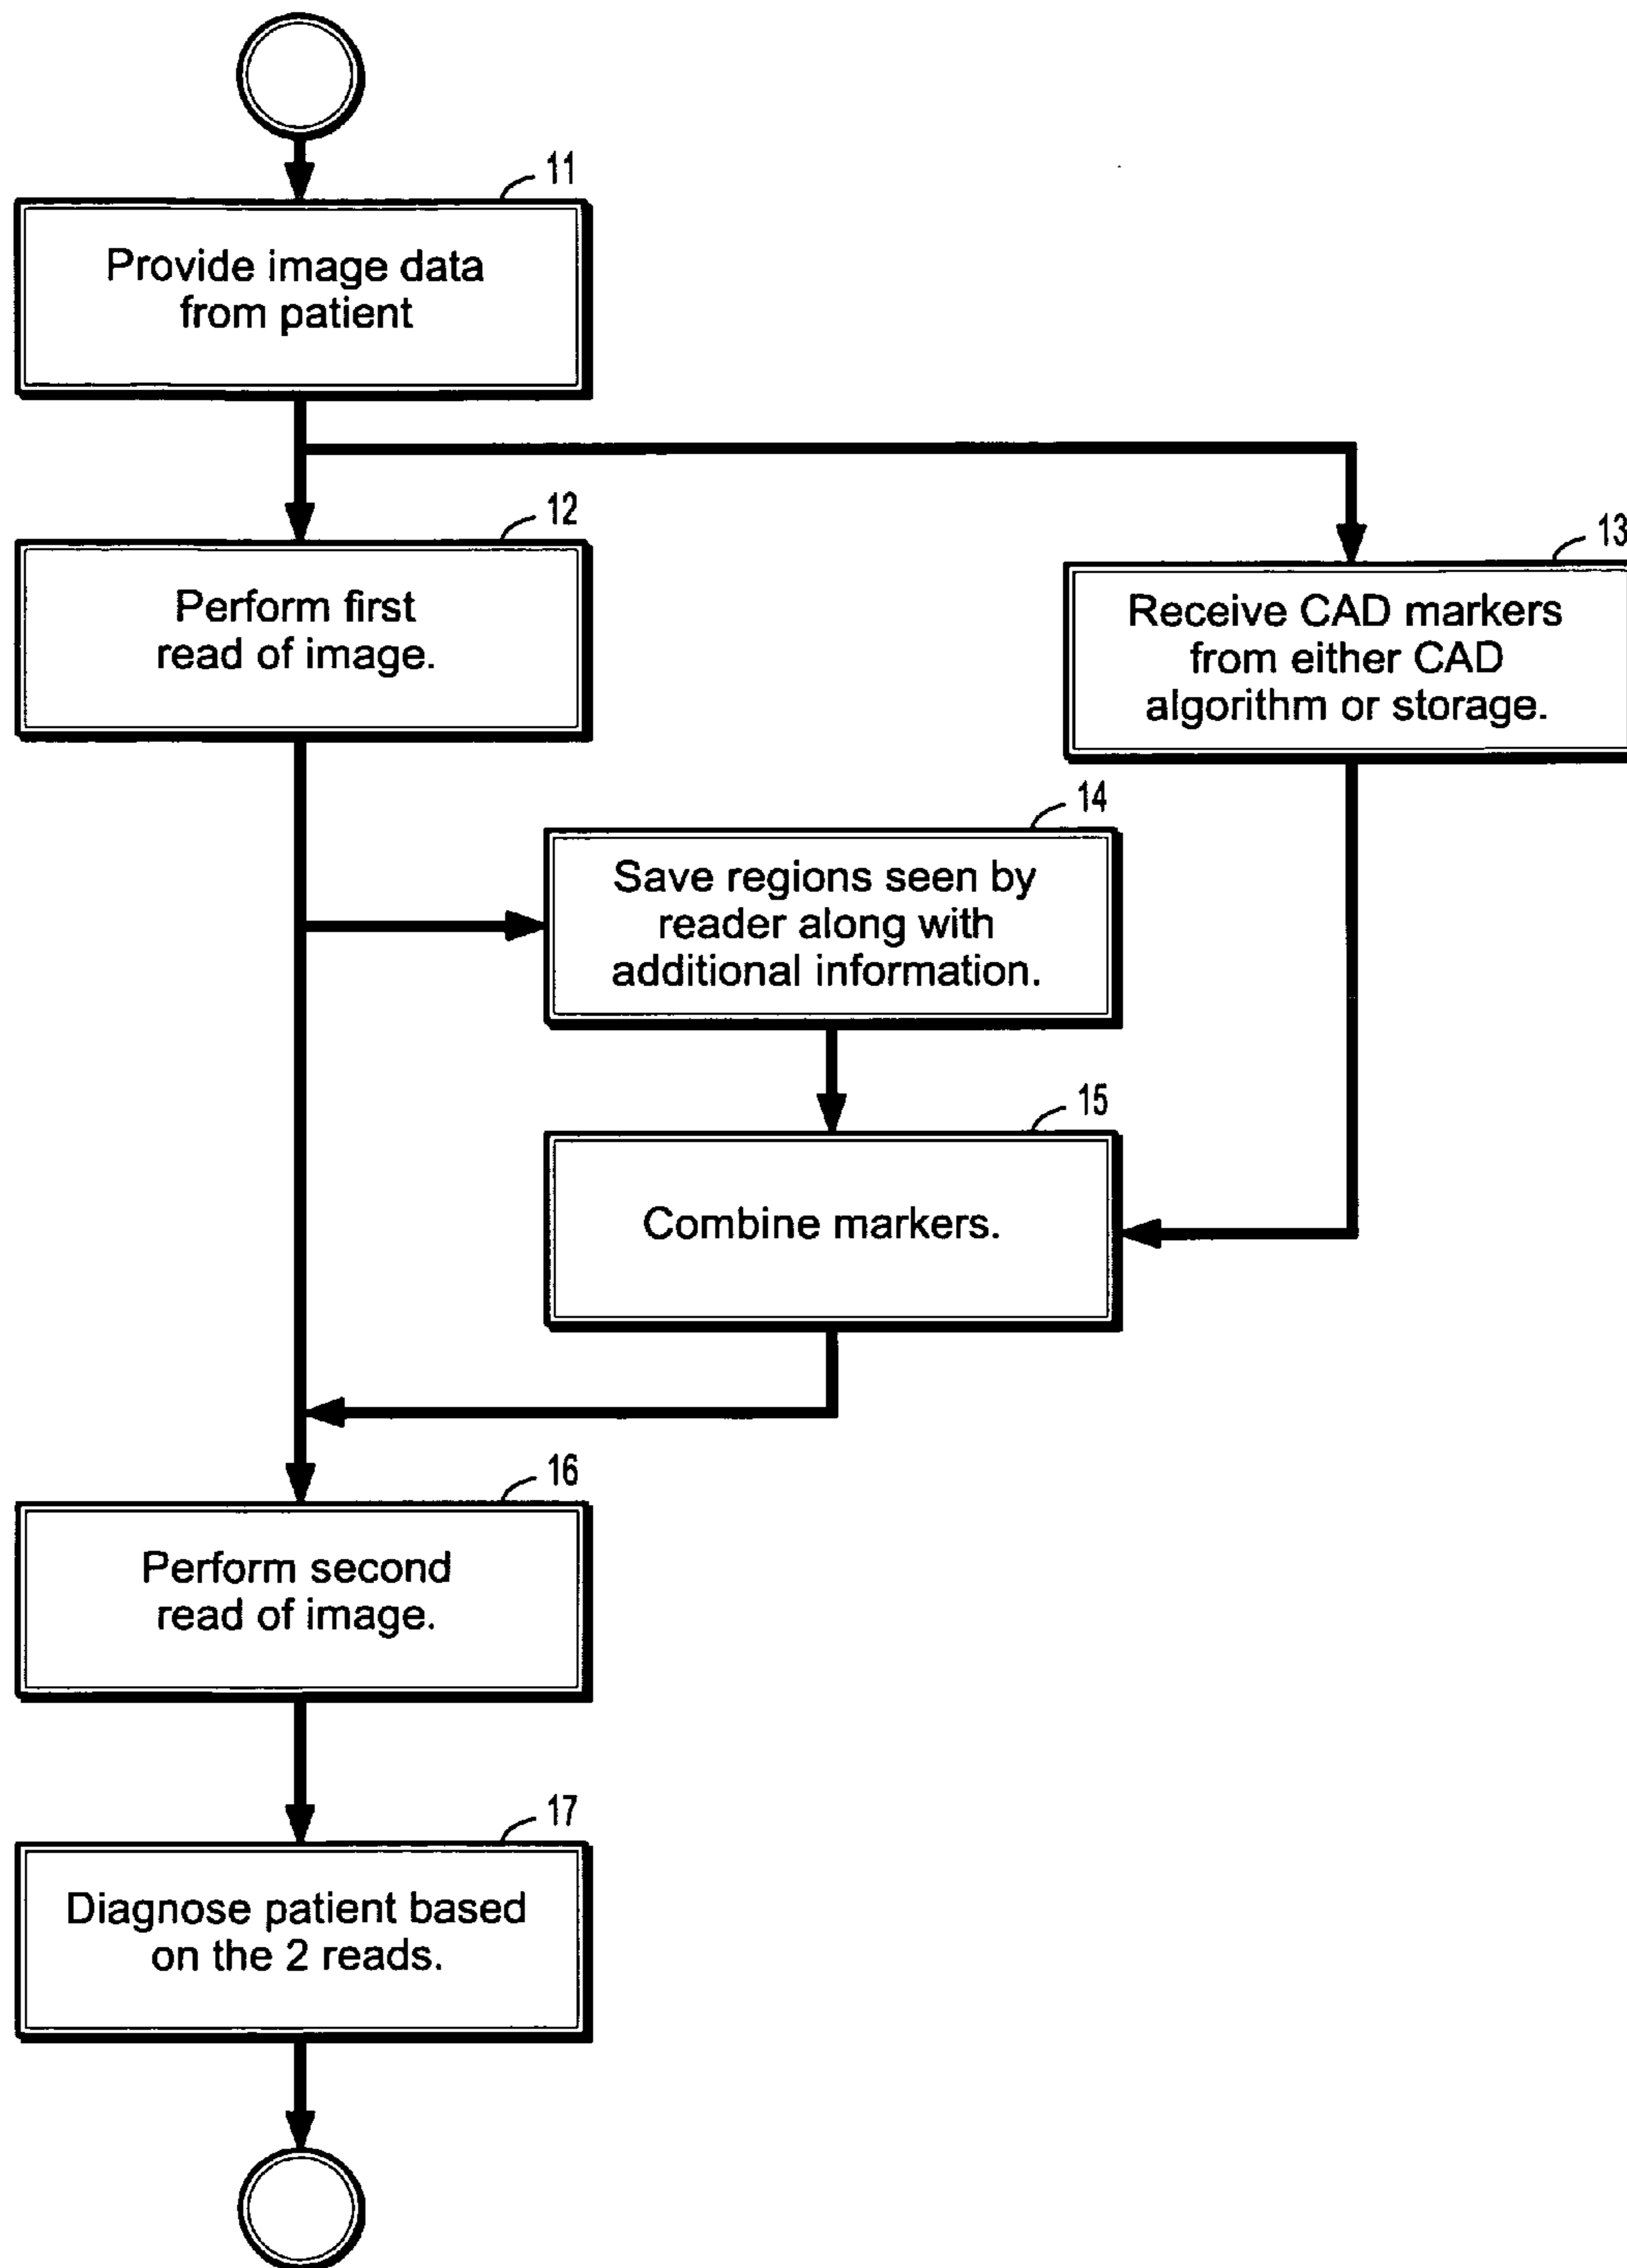 11
Provide image data
from patient
12
Perform first
read of image.
13
Receive CAD markers
from either CAD
algorithm or storage.
14
Save regions seen by
reader along with
additional information.
15
Combine markers.
16
Perform second
read of image.
17
Diagnose patient based
on the 2 reads.